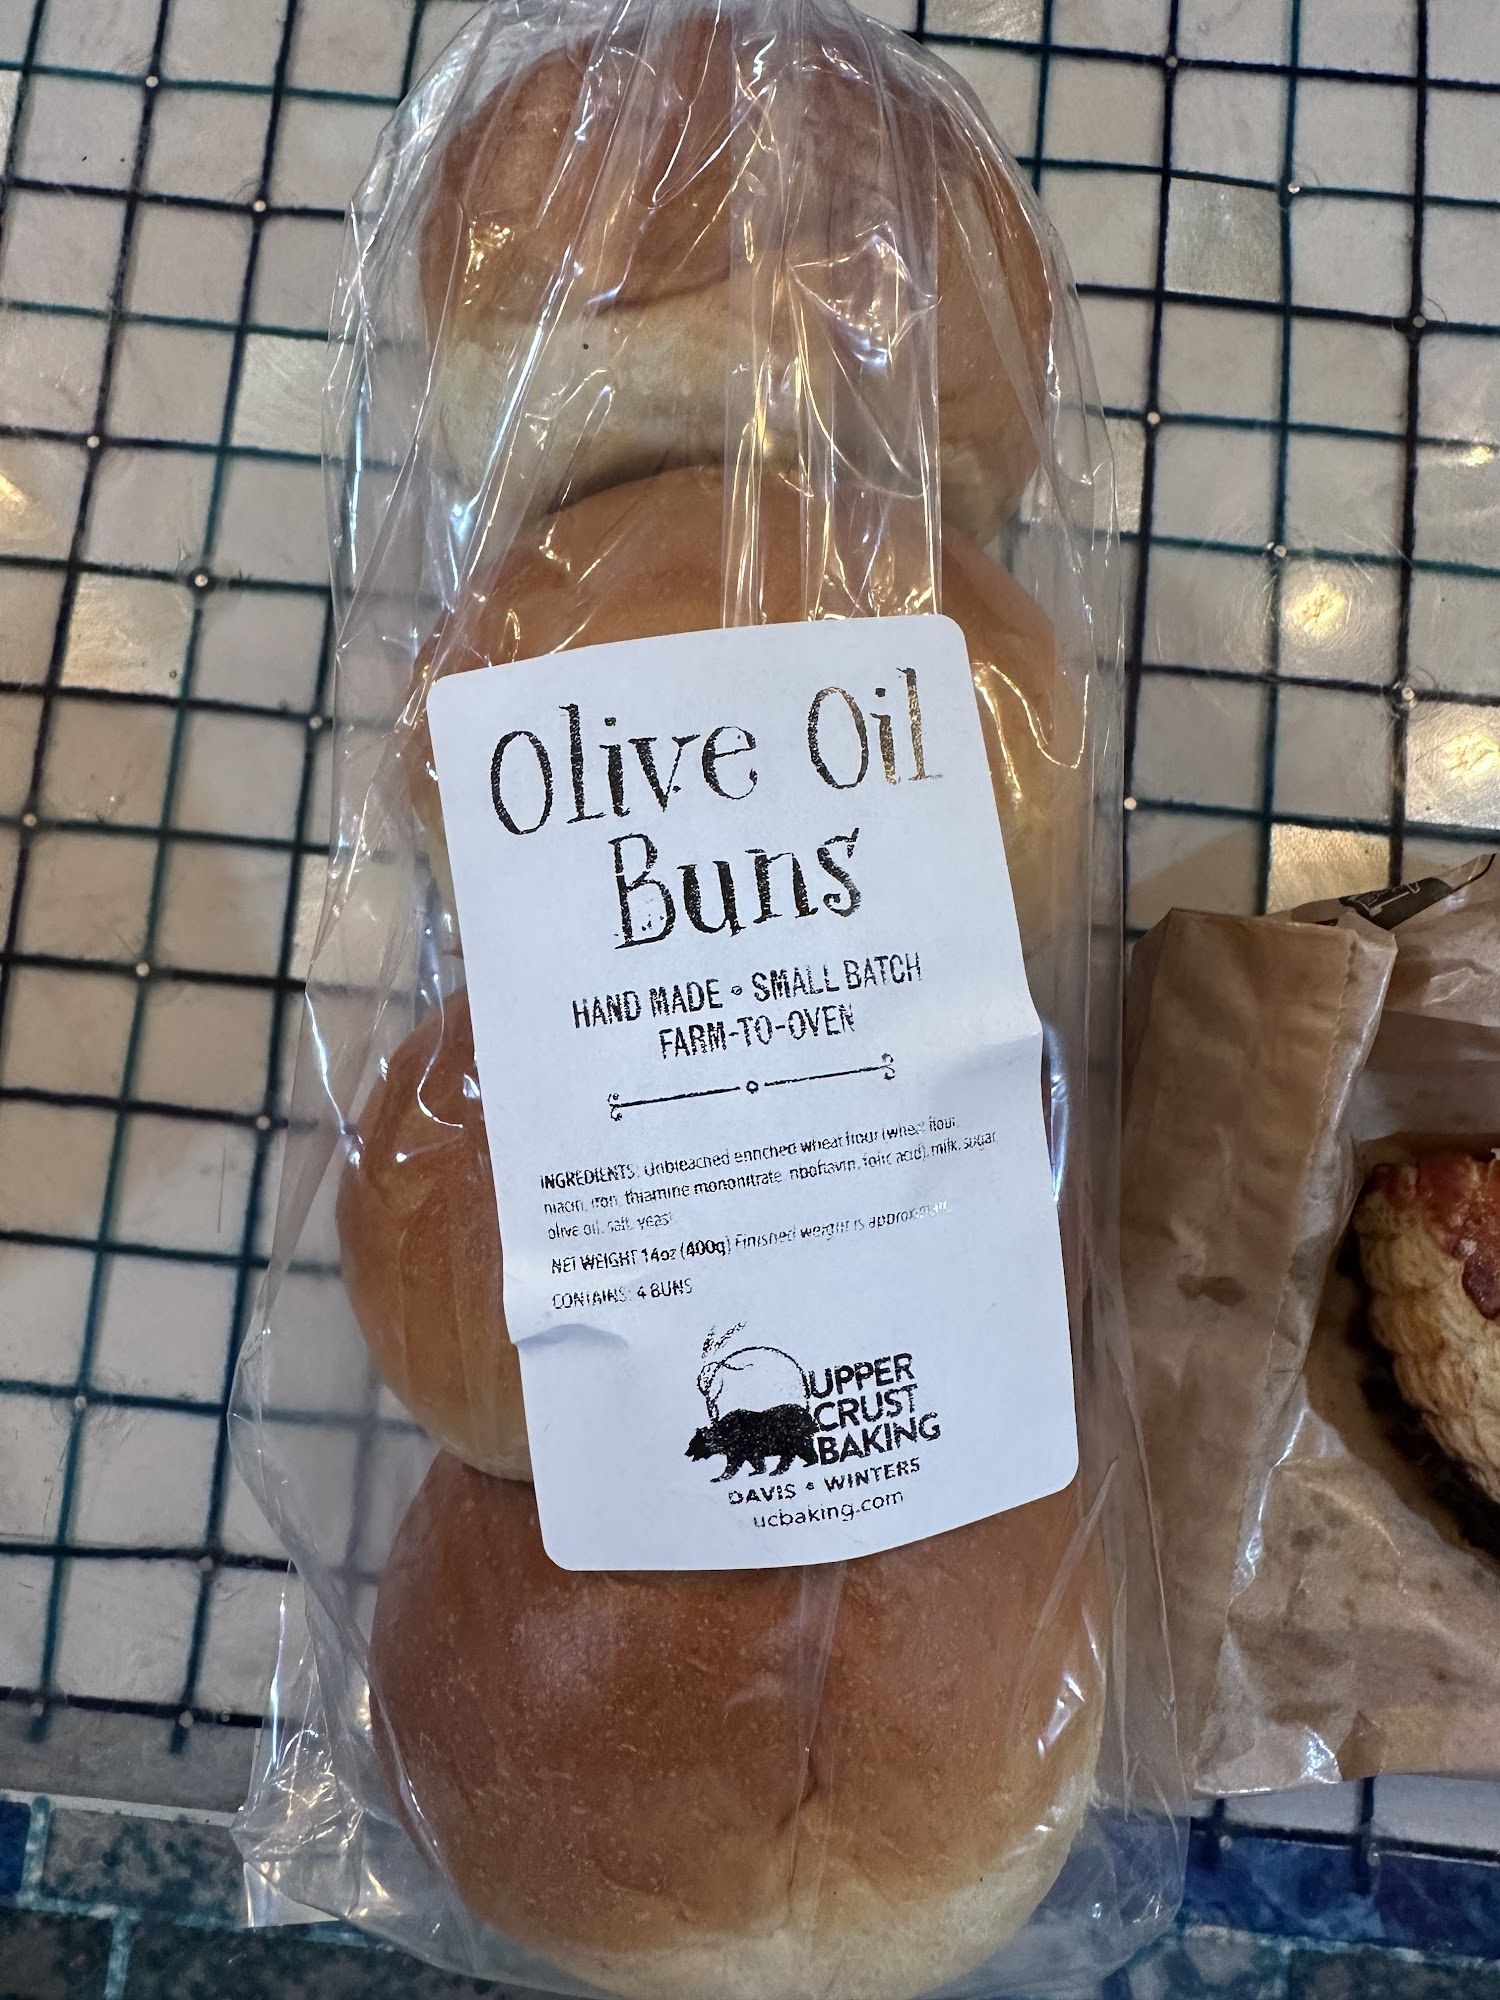 Olive Oil
Buns
HAND MADE • SMALL BATCH
FARM-TO-OVEN
INGREDIENTS: Unbleached enriched wheat flour (wheat flour,
niacin, iron, thiamine mononitrate, riboflavin, folic acid), milk, sugar,
olive oil, salt, yeast
NET WEIGHT 14oz (400g) Finished weight is approximate
CONTAINS: 4 BUNS
UPPER
CRUST
BAKING
DAVIS • WINTERS
ucbaking.com